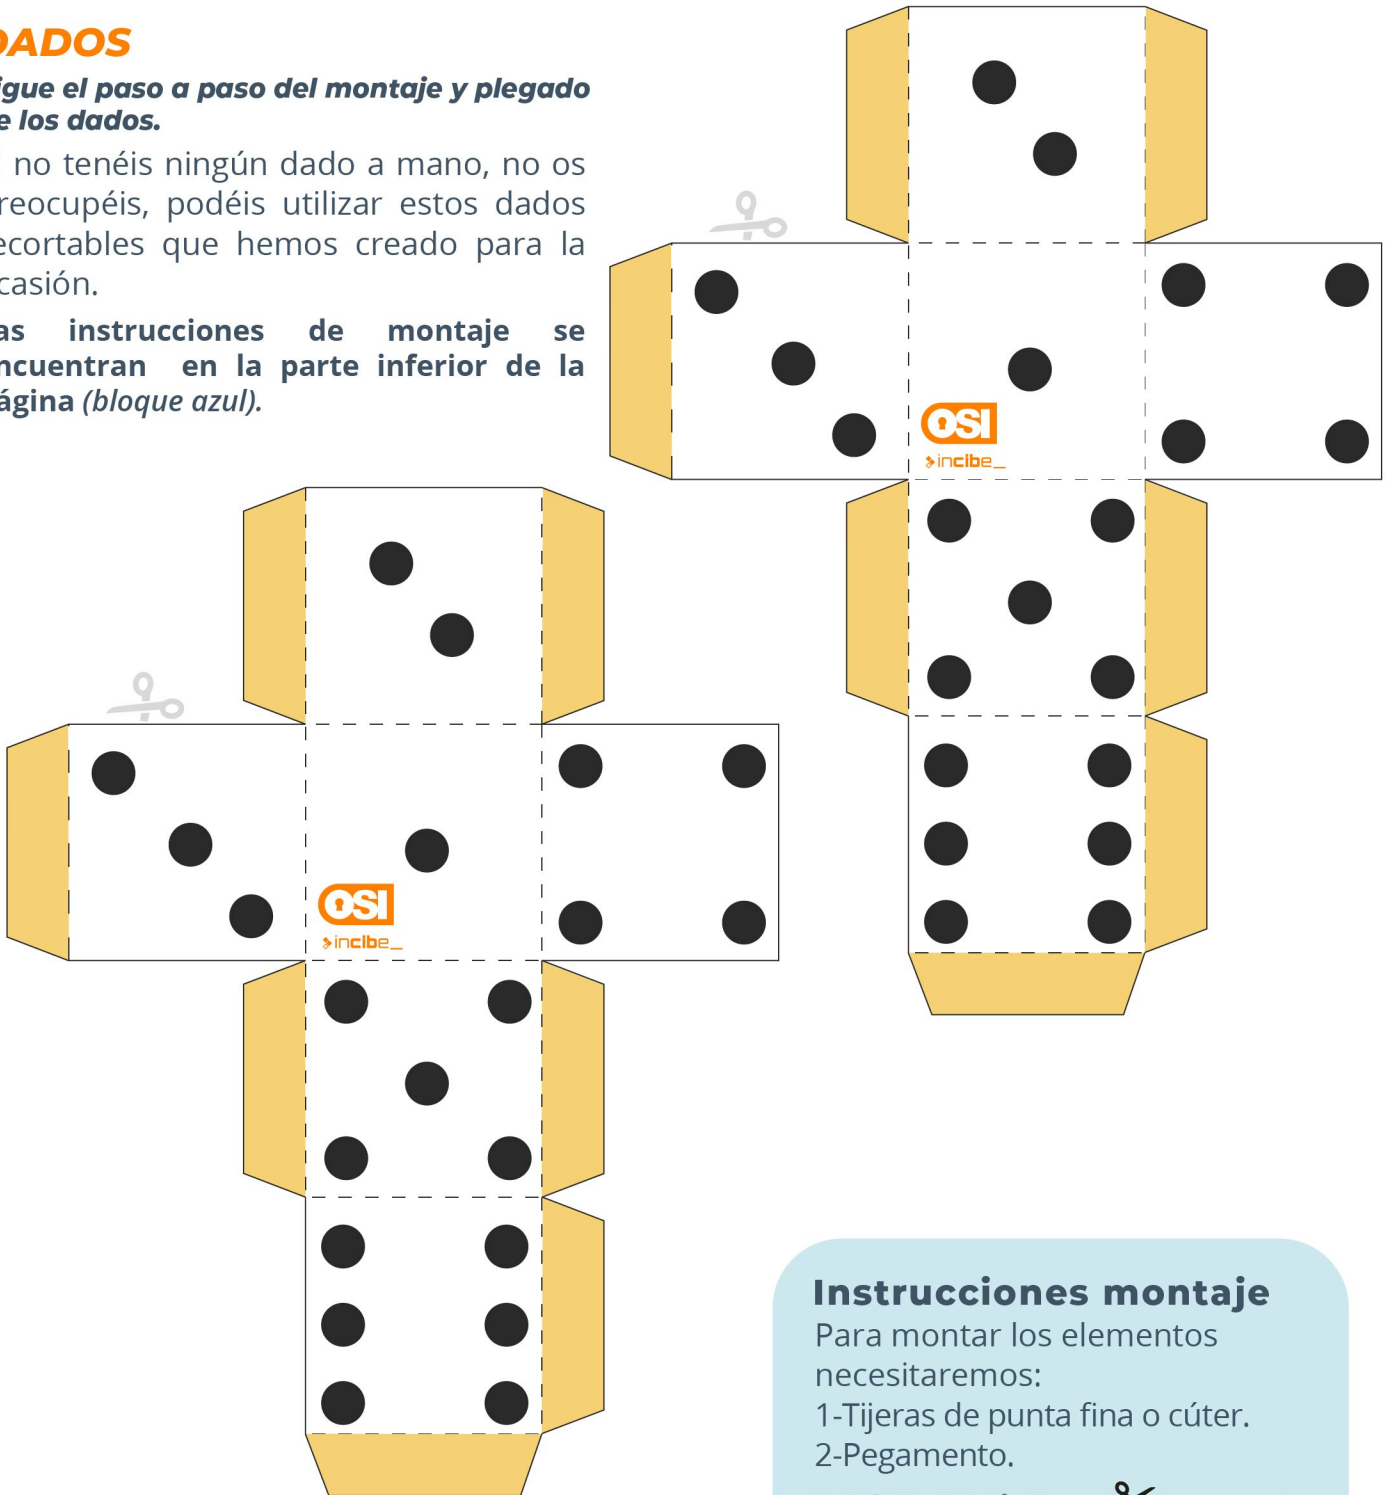 DADOS
igue el paso a paso del montaje y plegado
e los dados.
no tenéis ningún dado a mano, no os
reocupéis, podéis utilizar estos dados
ecortables que hemos creado para la
casión.
as instrucciones de montaje se
ncuentran en la parte inferior de la
ágina (bloque azul).
OSI
incibe_
OSI
incibe_
Instrucciones montaje
Para montar los elementos
necesitaremos:
1-Tijeras de punta fina o cúter.
2-Pegamento.